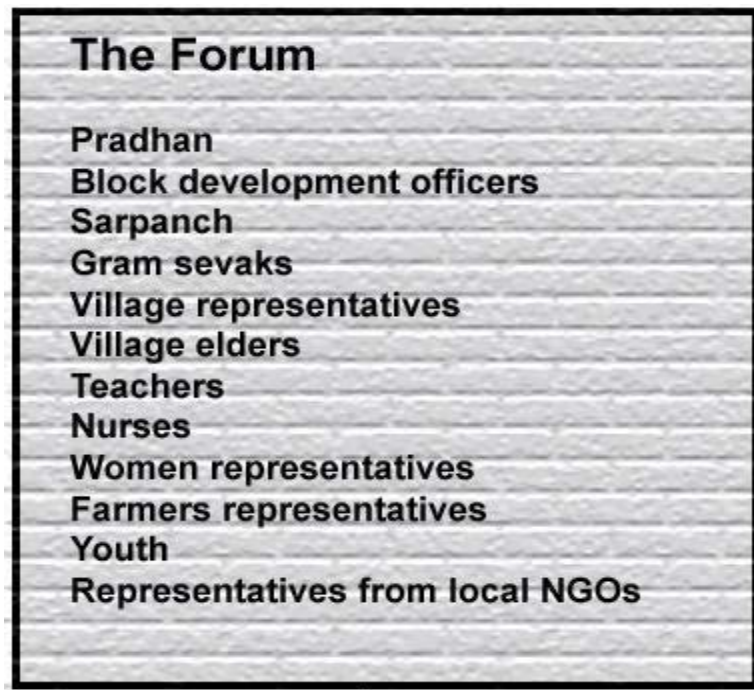 The Forum
Pradhan
Block development officers
Sarpanch
Gram sevaks
Village representatives
Village elders
Teachers
Nurses
Women representatives
Farmers representatives
Youth
Representatives from local NGOs